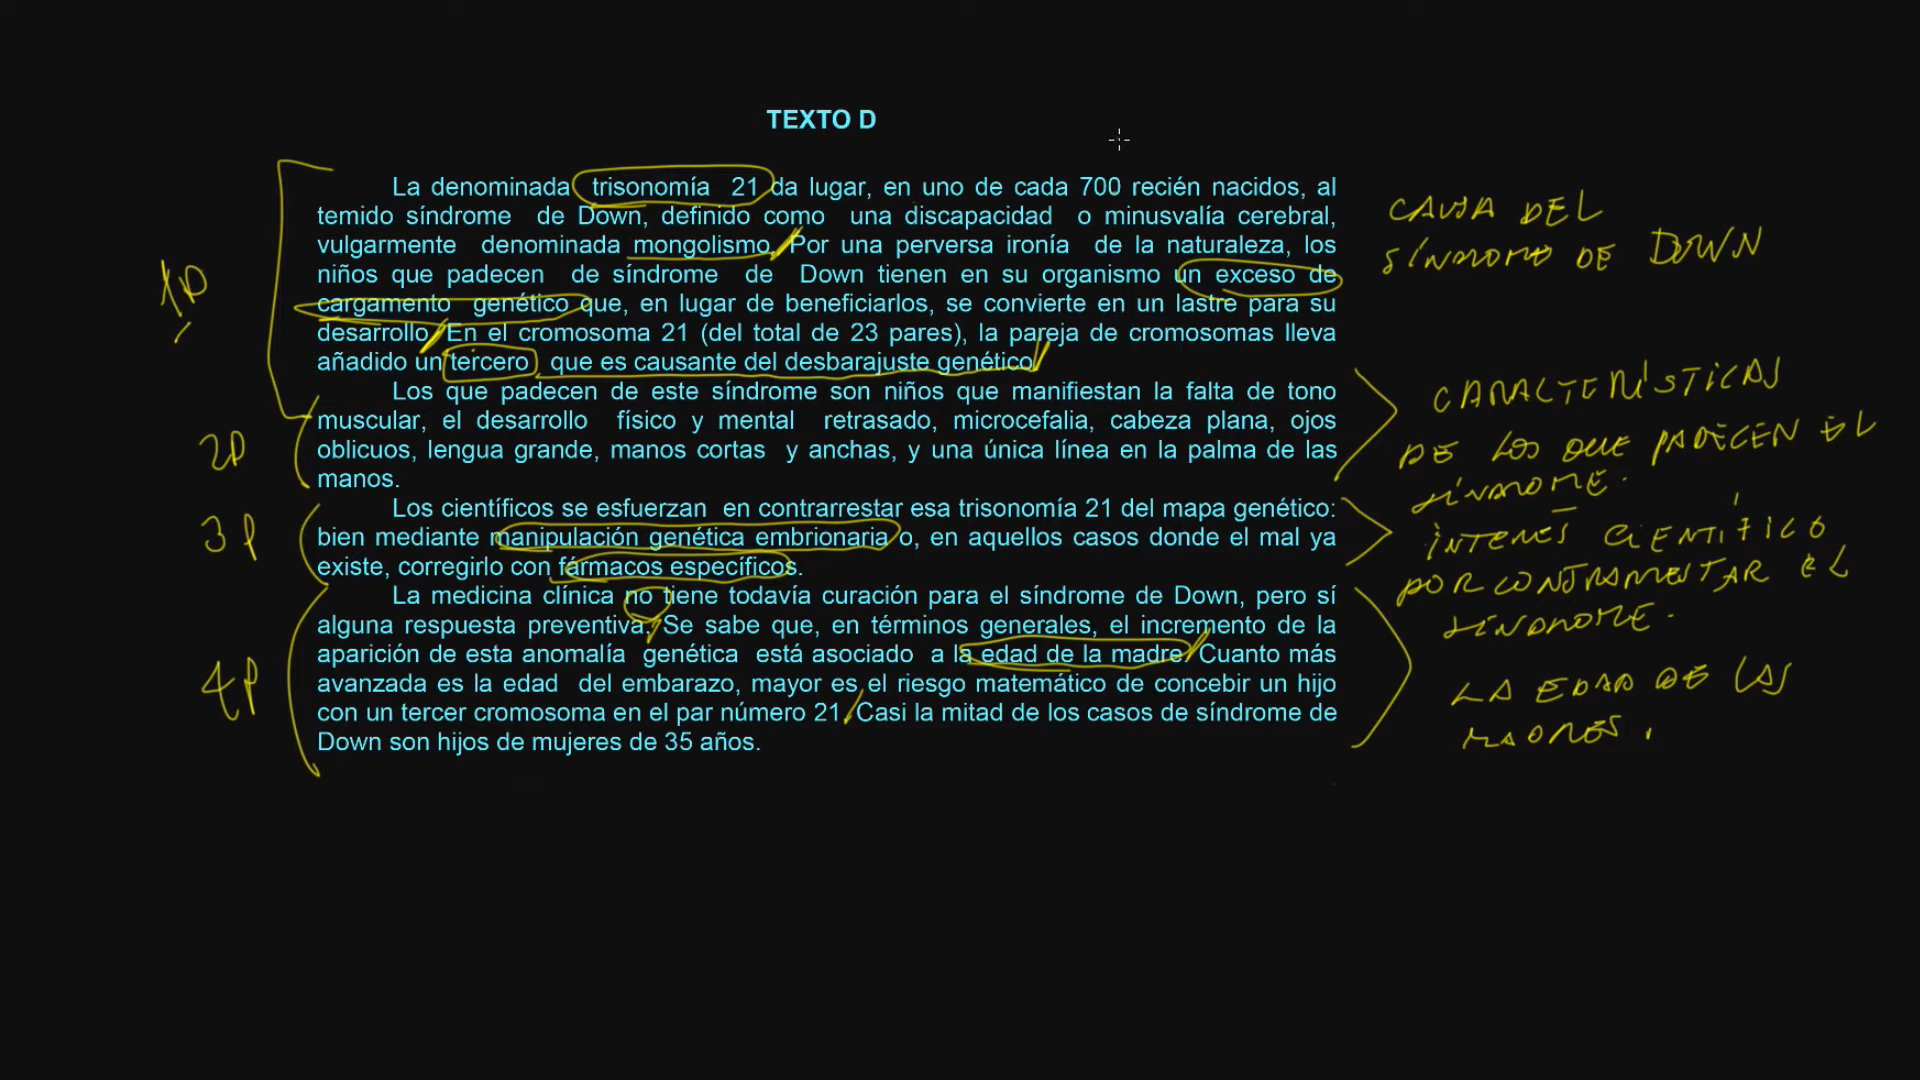 TEXTO D
La denominada trisonomía 21 da lugar, en uno de cada 700 recién nacidos, al
temido síndrome de Down, definido como una discapacidad o minusvalía cerebral,
vulgarmente denominada mongolismo. Por una perversa ironía de la naturaleza, los
niños que padecen de síndrome de Down tienen en su organismo un exceso de
cargamento genético que, en lugar de beneficiarlos, se convierte en un lastre para su
desarrollo. En el cromosoma 21 (del total de 23 pares), la pareja de cromosomas lleva
añadido un tercero que es causante del desbarajuste genético.
Los que padecen de este síndrome son niños que manifiestan la falta de tono
muscular, el desarrollo físico y mental retrasado, microcefalia, cabeza plana, ojos
oblicuos, lengua grande, manos cortas y anchas, y una única línea en la palma de las
manos.
Los científicos se esfuerzan en contrarrestar esa trisonomía 21 del mapa genético:
bien mediante manipulación genética embrionaria o, en aquellos casos donde el mal ya
existe, corregirlo con fármacos específicos.
La medicina clínica no tiene todavía curación para el síndrome de Down, pero sí
alguna respuesta preventiva. Se sabe que, en términos generales, el incremento de la
aparición de esta anomalía genética está asociado a la edad de la madre. Cuanto más
avanzada es la edad del embarazo, mayor es el riesgo matemático de concebir un hijo
con un tercer cromosoma en el par número 21. Casi la mitad de los casos de síndrome de
Down son hijos de mujeres de 35 años.
1P
2P
3P
4P
CAUSA DEL
SÍNDROME DE DOWN
CARACTERÍSTICAS
DE LOS QUE PADECEN EL
SÍNDROME.
INTERÉS CIENTÍFICO
POR CONTRARRESTAR EL
SÍNDROME.
LA EDAD DE LAS
MADRES.